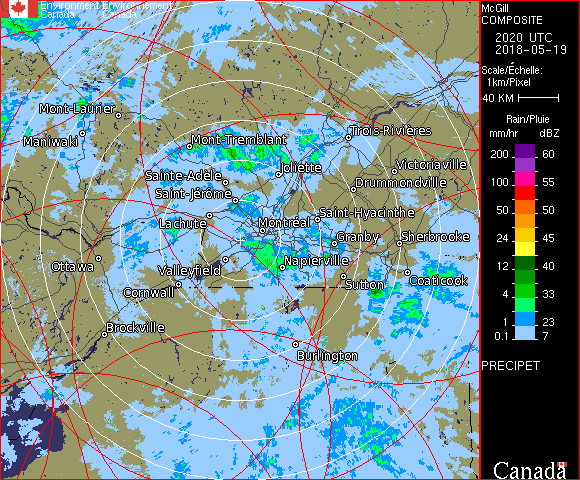 Environment Environnement
Canada Canada
McGill
COMPOSITE
2020 UTC
2018-05-19
Scale/Échelle:
1km/Pixel
40 KM
Rain/Pluie
mm/hr dBZ
200 60
100 55
50 50
24 45
12 40
4 33
1 23
0.1 7
PRECIPET
Canada
Mont-Laurier
Maniwaki
Mont-Tremblant
Trois-Rivières
Joliette
Victoriaville
Sainte-Adèle
Drummondville
Saint-Jérôme
Lachute
Saint-Hyacinthe
Montréal
Granby
Sherbrooke
Ottawa
Valleyfield
Napierville
Sutton
Coaticook
Cornwall
Brockville
Burlington